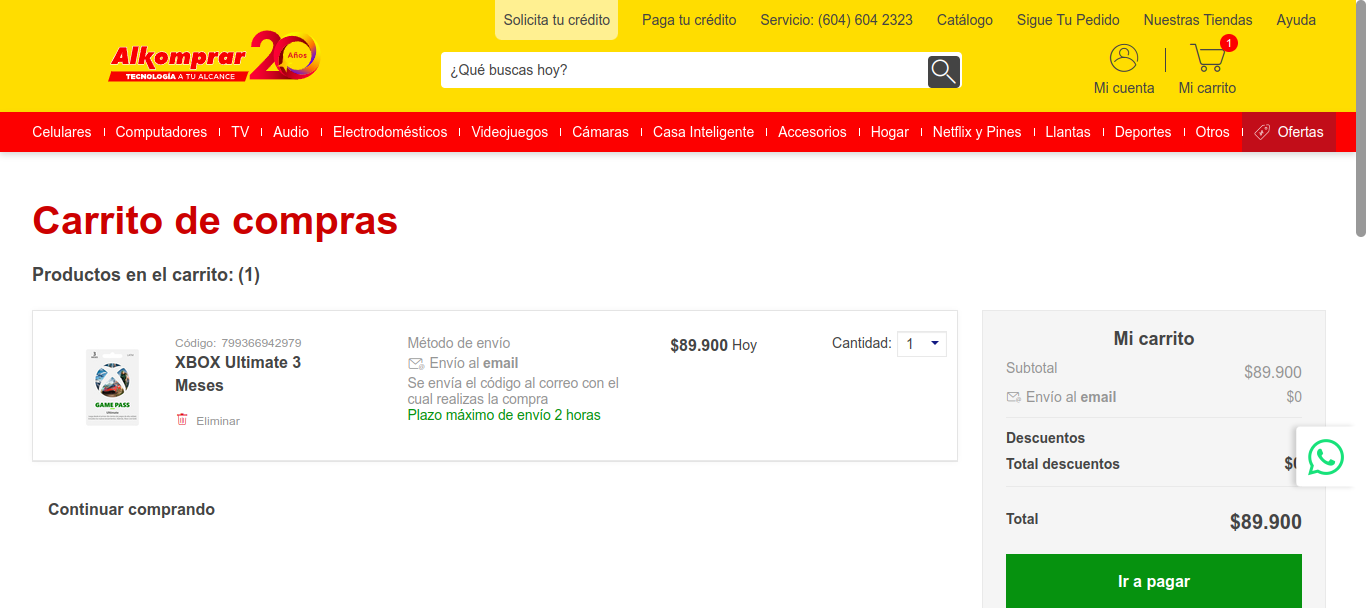 Solicita tu crédito
Paga tu crédito
Servicio: (604) 604 2323
Catálogo
Sigue Tu Pedido
Nuestras Tiendas
Ayuda
Alkomprar 20 Años
TECNOLOGÍA A TU ALCANCE
¿Qué buscas hoy?
1
Mi cuenta
Mi carrito
Celulares
Computadores
TV
Audio
Electrodomésticos
Videojuegos
Cámaras
Casa Inteligente
Accesorios
Hogar
Netflix y Pines
Llantas
Deportes
Otros
Ofertas
Carrito de compras
Productos en el carrito: (1)
GAME PASS
Código: 799366942979
XBOX Ultimate 3
Meses
Eliminar
Método de envío
Envío al email
Se envía el código al correo con el
cual realizas la compra
Plazo máximo de envío 2 horas
$89.900 Hoy
Cantidad: 1
Continuar comprando
Mi carrito
Subtotal $89.900
Envío al email $0
Descuentos
Total descuentos
Total $89.900
Ir a pagar